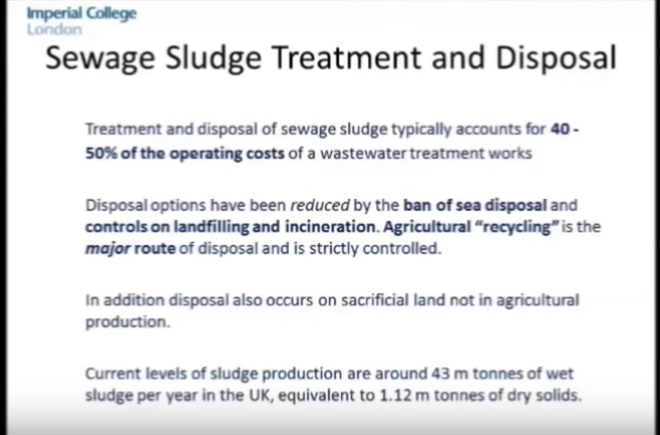 Imperial College
London
Sewage Sludge Treatment and Disposal
Treatment and disposal of sewage sludge typically accounts for 40 -
50% of the operating costs of a wastewater treatment works
Disposal options have been reduced by the ban of sea disposal and
controls on landfilling and incineration. Agricultural "recycling" is the
major route of disposal and is strictly controlled.
In addition disposal also occurs on sacrificial land not in agricultural
production.
Current levels of sludge production are around 43 m tonnes of wet
sludge per year in the UK, equivalent to 1.12 m tonnes of dry solids.